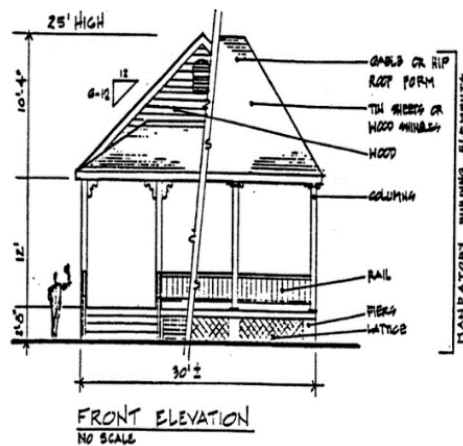 25' HIGH
12
6-12
10'-4"
12'
2'-8"
30' ±
GABLE OR HIP
ROOF FORM
TIN SHEETS OR
WOOD SHINGLES
WOOD
COLUMNS
RAIL
PIERS
LATTICE
MANDATORY BUILDING ELEMENTS
FRONT ELEVATION
NO SCALE